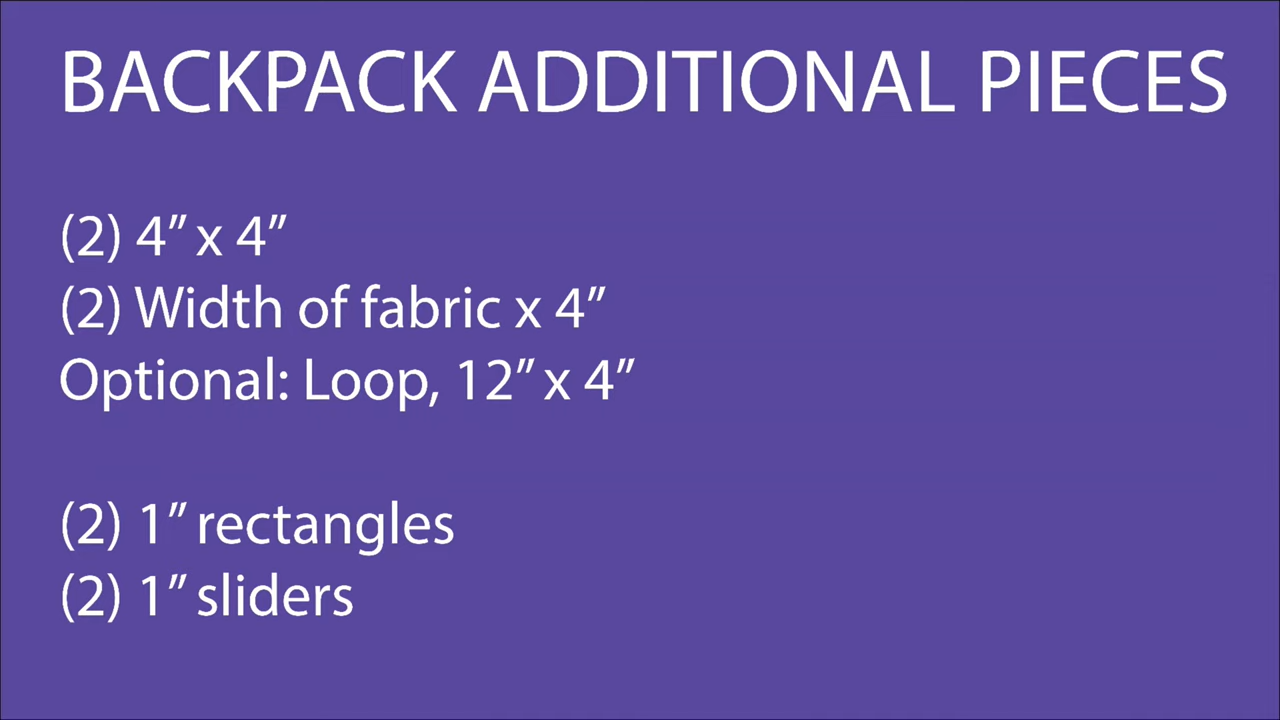 BACKPACK ADDITIONAL PIECES
(2) 4” x 4”
(2) Width of fabric x 4”
Optional: Loop, 12” x 4”
(2) 1” rectangles
(2) 1” sliders